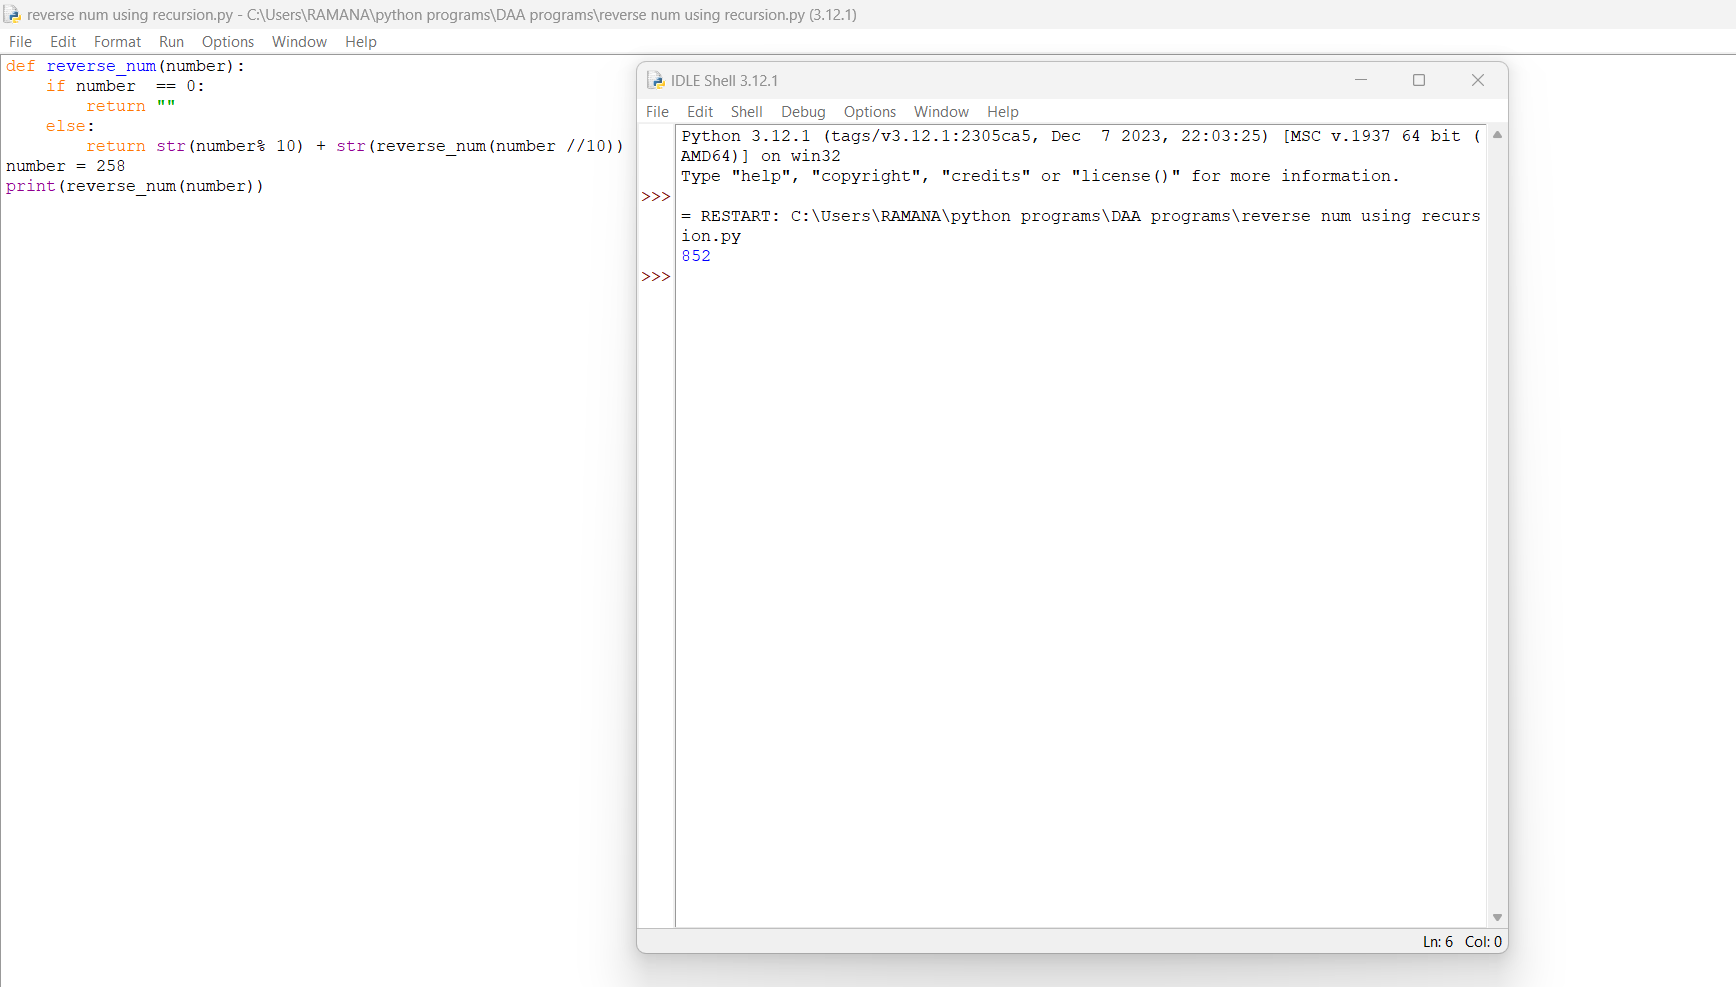 reverse num using recursion.py - C:\Users\RAMANA\python programs\DAA programs\reverse num using recursion.py (3.12.1)
File Edit Format Run Options Window Help
def reverse_num(number):
    if number  == 0:
        return ""
    else:
        return str(number% 10) + str(reverse_num(number //10))
number = 258
print(reverse_num(number))
IDLE Shell 3.12.1
File Edit Shell Debug Options Window Help
Python 3.12.1 (tags/v3.12.1:2305ca5, Dec  7 2023, 22:03:25) [MSC v.1937 64 bit (
AMD64)] on win32
Type "help", "copyright", "credits" or "license()" for more information.
>>>
= RESTART: C:\Users\RAMANA\python programs\DAA programs\reverse num using recurs
ion.py
852
>>>
Ln: 6 Col: 0